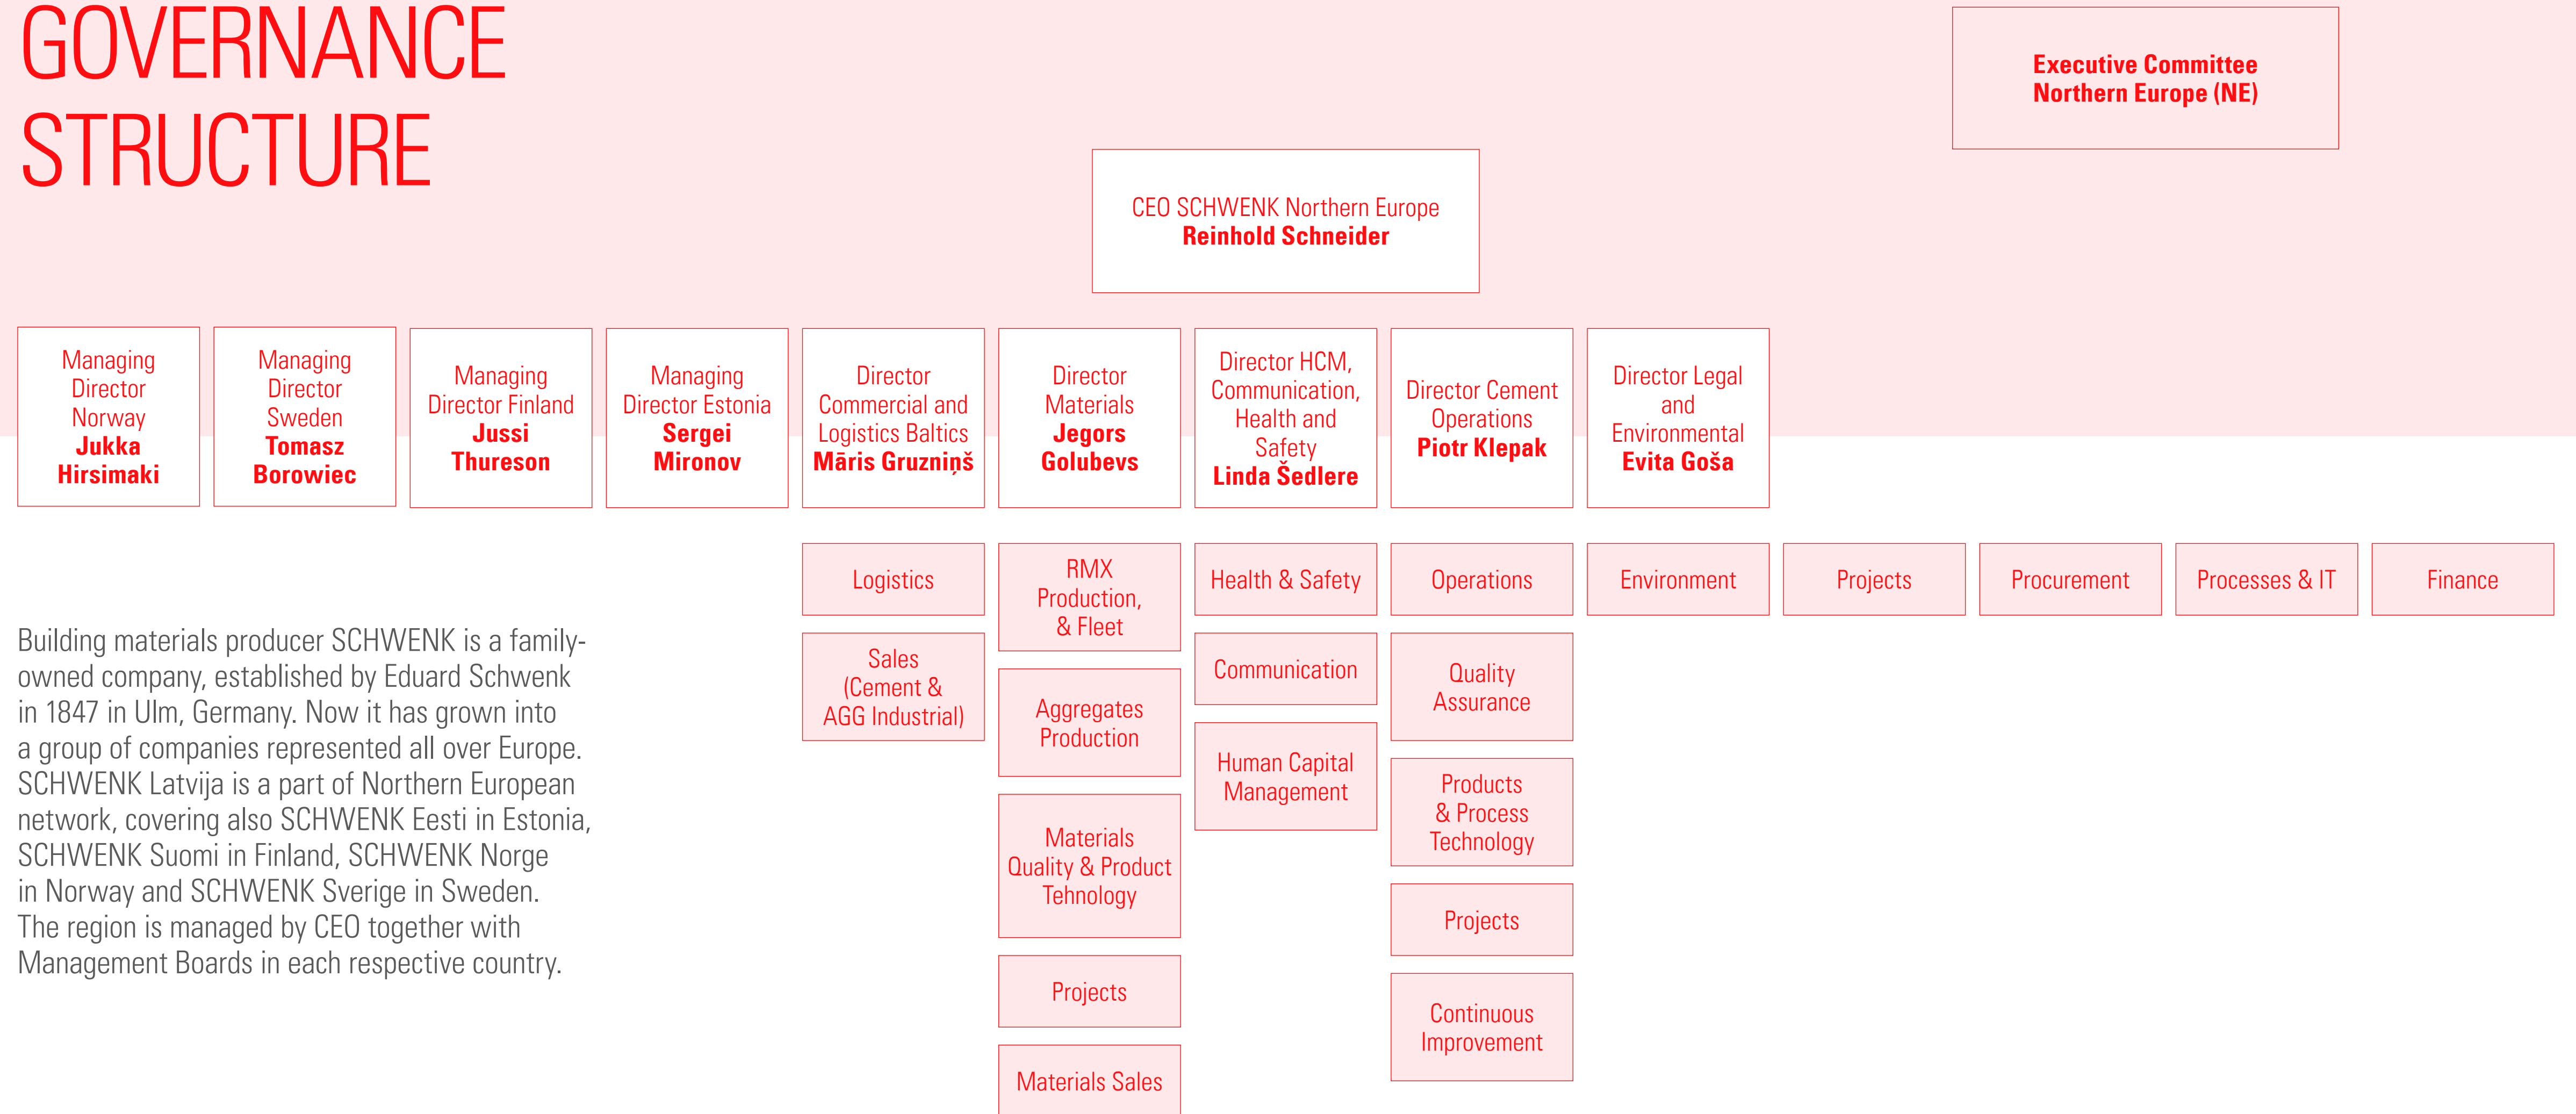 GOVERNANCE
STRUCTURE
Executive Committee
Northern Europe (NE)
CEO SCHWENK Northern Europe
Reinhold Schneider
Managing
Director
Norway
Jukka
Hirsimaki
Managing
Director
Sweden
Tomasz
Borowiec
Managing
Director Finland
Jussi
Thureson
Managing
Director Estonia
Sergei
Mironov
Director
Commercial and
Logistics Baltics
Māris Gruzniņš
Director
Materials
Jegors
Golubevs
Director HCM,
Communication,
Health and
Safety
Linda Šedlere
Director Cement
Operations
Piotr Klepak
Director Legal
and
Environmental
Evita Goša
Logistics
Sales
(Cement &
AGG Industrial)
RMX
Production,
& Fleet
Aggregates
Production
Materials
Quality & Product
Tehnology
Projects
Materials Sales
Health & Safety
Communication
Human Capital
Management
Operations
Quality
Assurance
Products
& Process
Technology
Projects
Continuous
Improvement
Environment
Projects
Procurement
Processes & IT
Finance
Building materials producer SCHWENK is a family-
owned company, established by Eduard Schwenk
in 1847 in Ulm, Germany. Now it has grown into
a group of companies represented all over Europe.
SCHWENK Latvija is a part of Northern European
network, covering also SCHWENK Eesti in Estonia,
SCHWENK Suomi in Finland, SCHWENK Norge
in Norway and SCHWENK Sverige in Sweden.
The region is managed by CEO together with
Management Boards in each respective country.